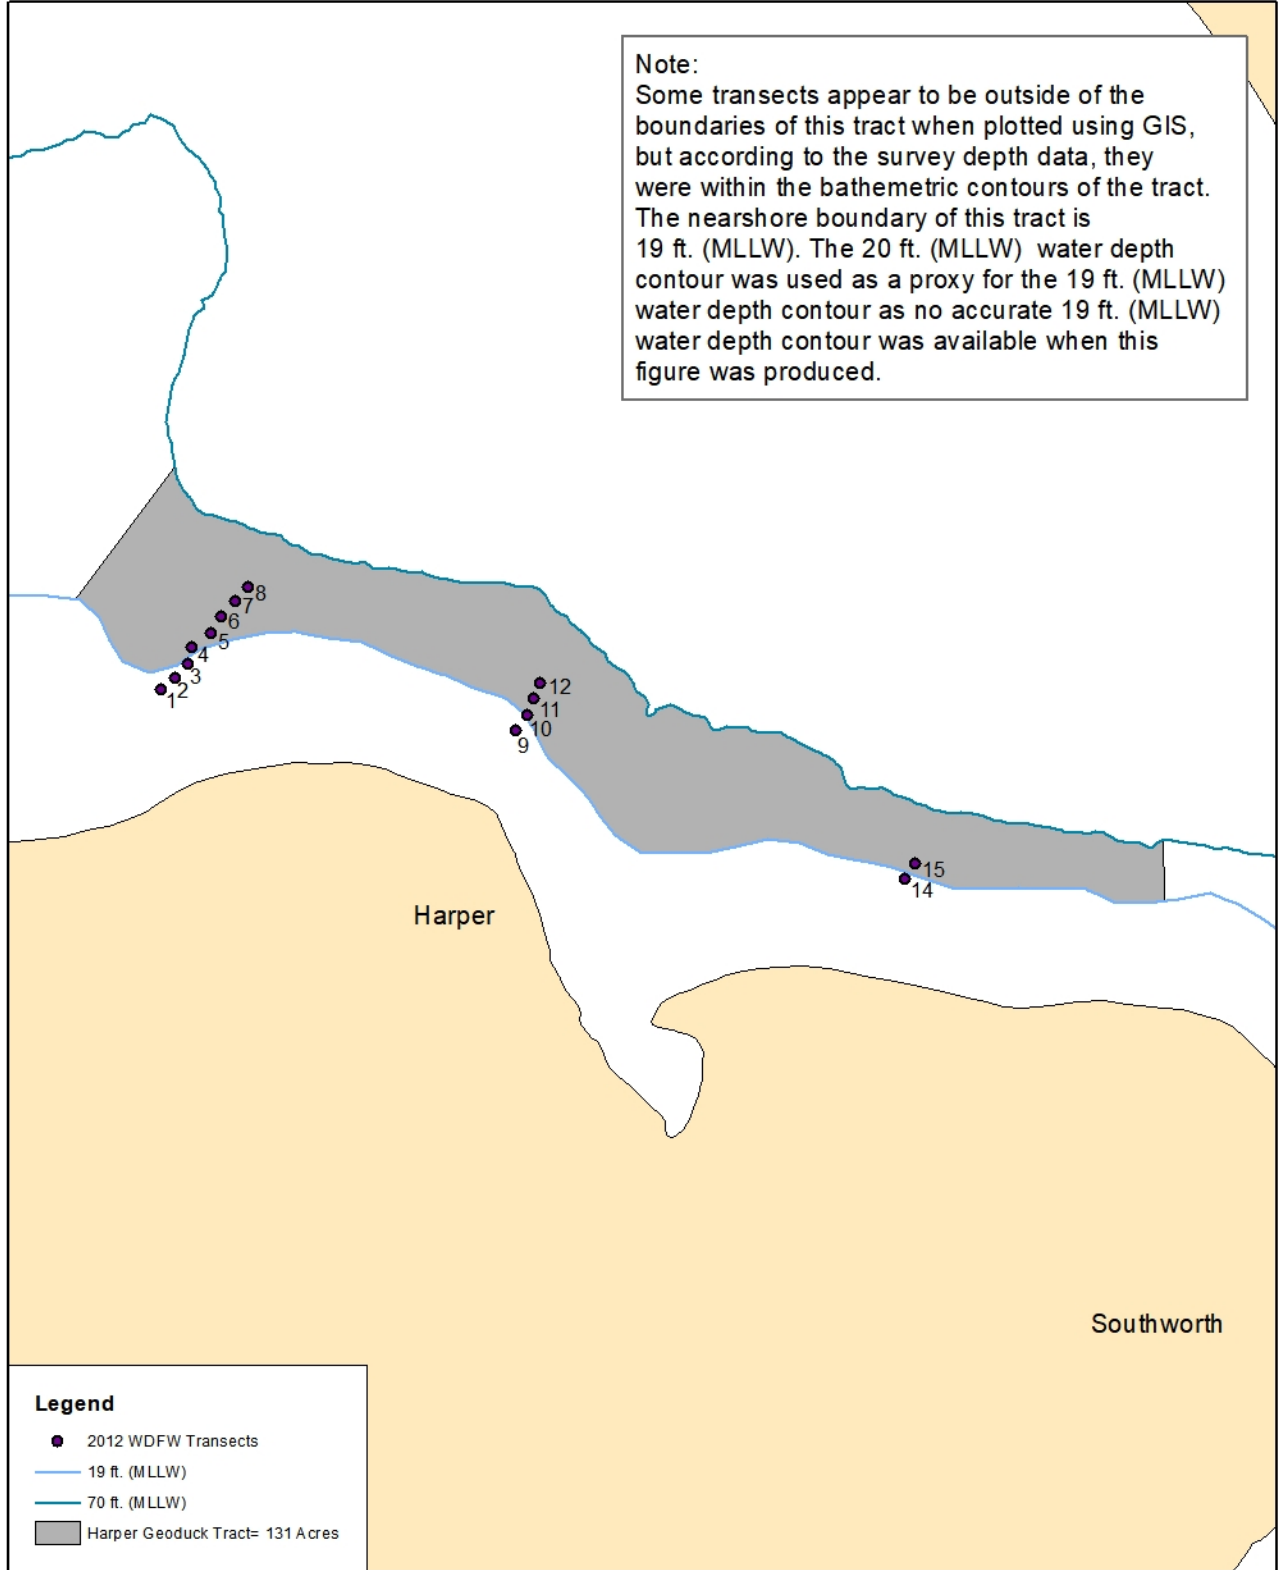 Note:
Some transects appear to be outside of the
boundaries of this tract when plotted using GIS,
but according to the survey depth data, they
were within the bathemetric contours of the tract.
The nearshore boundary of this tract is
19 ft. (MLLW). The 20 ft. (MLLW) water depth
contour was used as a proxy for the 19 ft. (MLLW)
water depth contour as no accurate 19 ft. (MLLW)
water depth contour was available when this
figure was produced.
8
7
6
5
4
3
2
1
12
11
10
9
15
14
Harper
Southworth
Legend
2012 WDFW Transects
19 ft. (MLLW)
70 ft. (MLLW)
Harper Geoduck Tract= 131 Acres